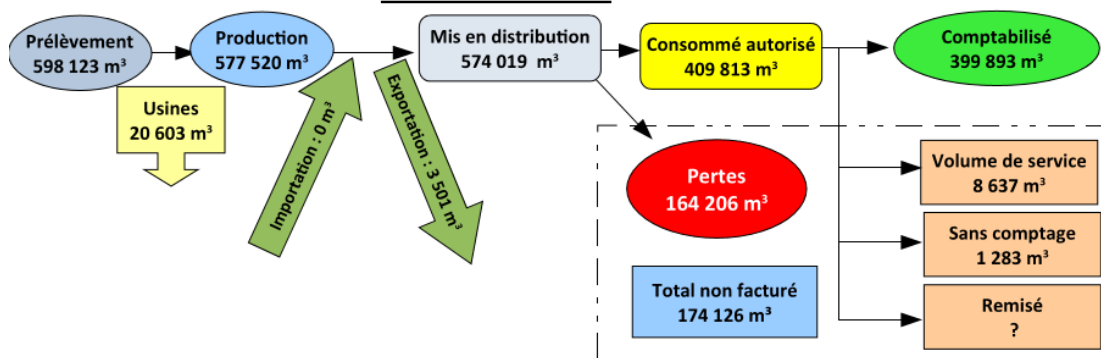 Prélèvement
598 123 m³
Production
577 520 m³
Mis en distribution
574 019 m³
Consommé autorisé
409 813 m³
Comptabilisé
399 893 m³
Usines
20 603 m³
Importation : 0 m³
Exportation : 3 501 m³
Pertes
164 206 m³
Volume de service
8 637 m³
Sans comptage
1 283 m³
Total non facturé
174 126 m³
Remisé
?